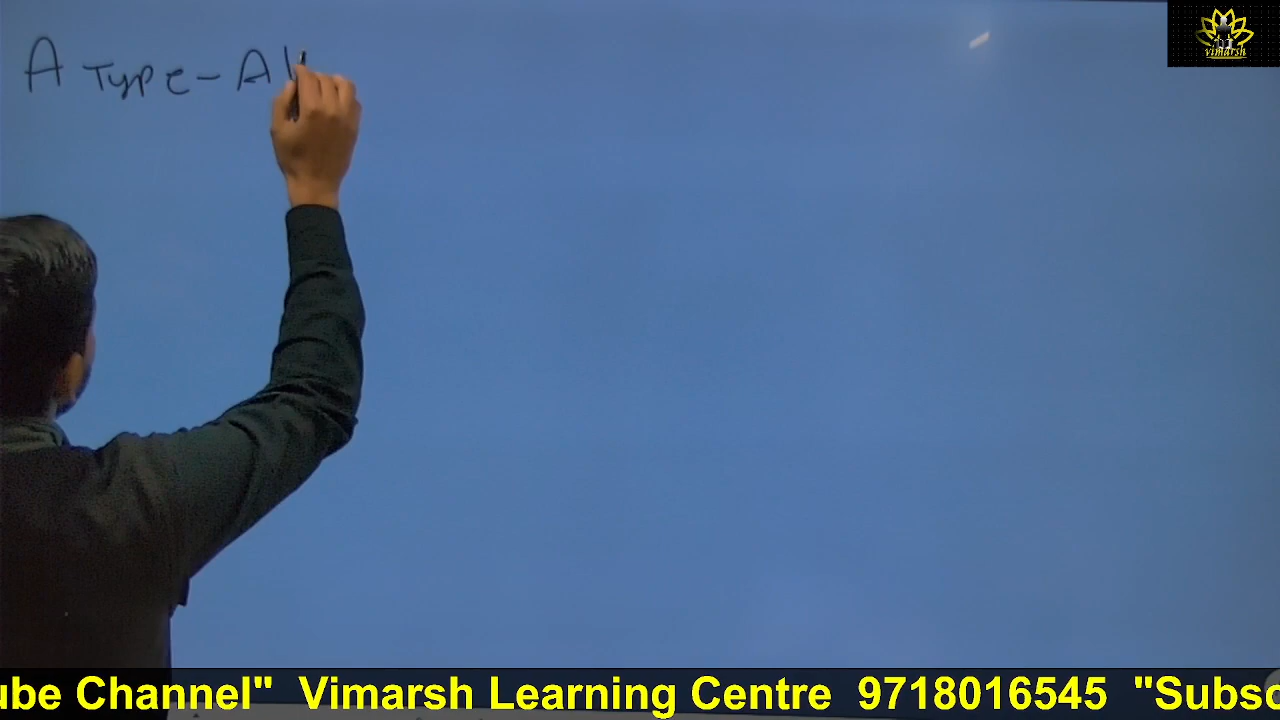 A Type - A
vimarsh
ube Channel" Vimarsh Learning Centre 9718016545 "Subsc